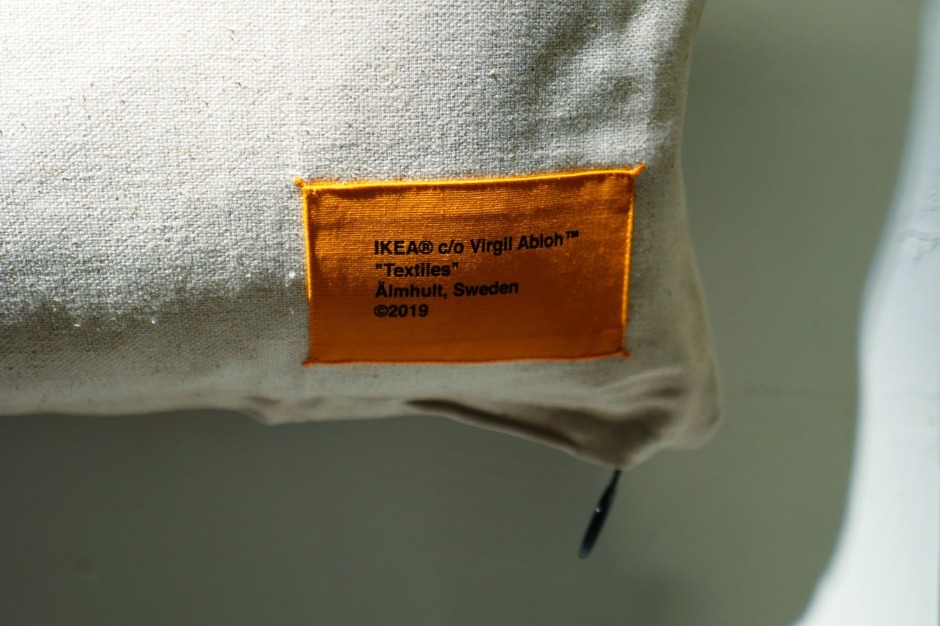 IKEA® c/o Virgil Abloh™
"Textiles"
Älmhult, Sweden
©2019